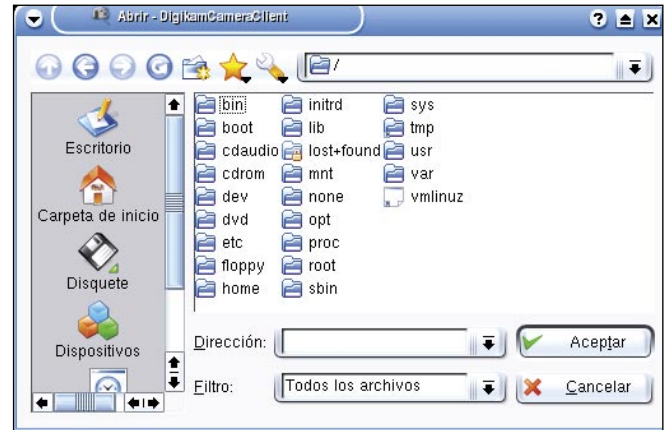 Abrir - DigikamCameraClient
/
Escritorio
Carpeta de inicio
Disquete
Dispositivos
bin
boot
cdaudio
cdrom
dev
dvd
etc
floppy
home
initrd
lib
lost+found
mnt
none
opt
proc
root
sbin
sys
tmp
usr
var
vmlinuz
Dirección:
Aceptar
Filtro:
Todos los archivos
Cancelar